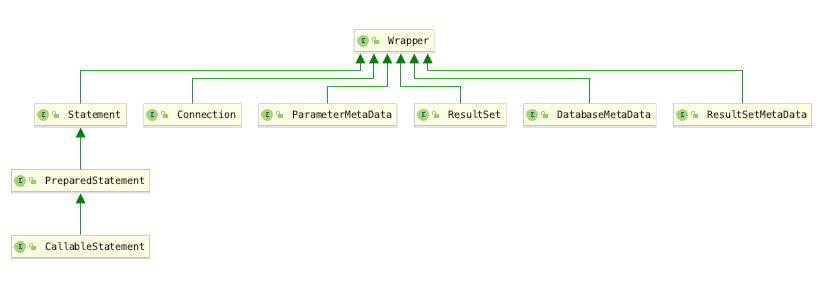 Wrapper
Statement Connection ParameterMetaData ResultSet DatabaseMetaData ResultSetMetaData
PreparedStatement
CallableStatement